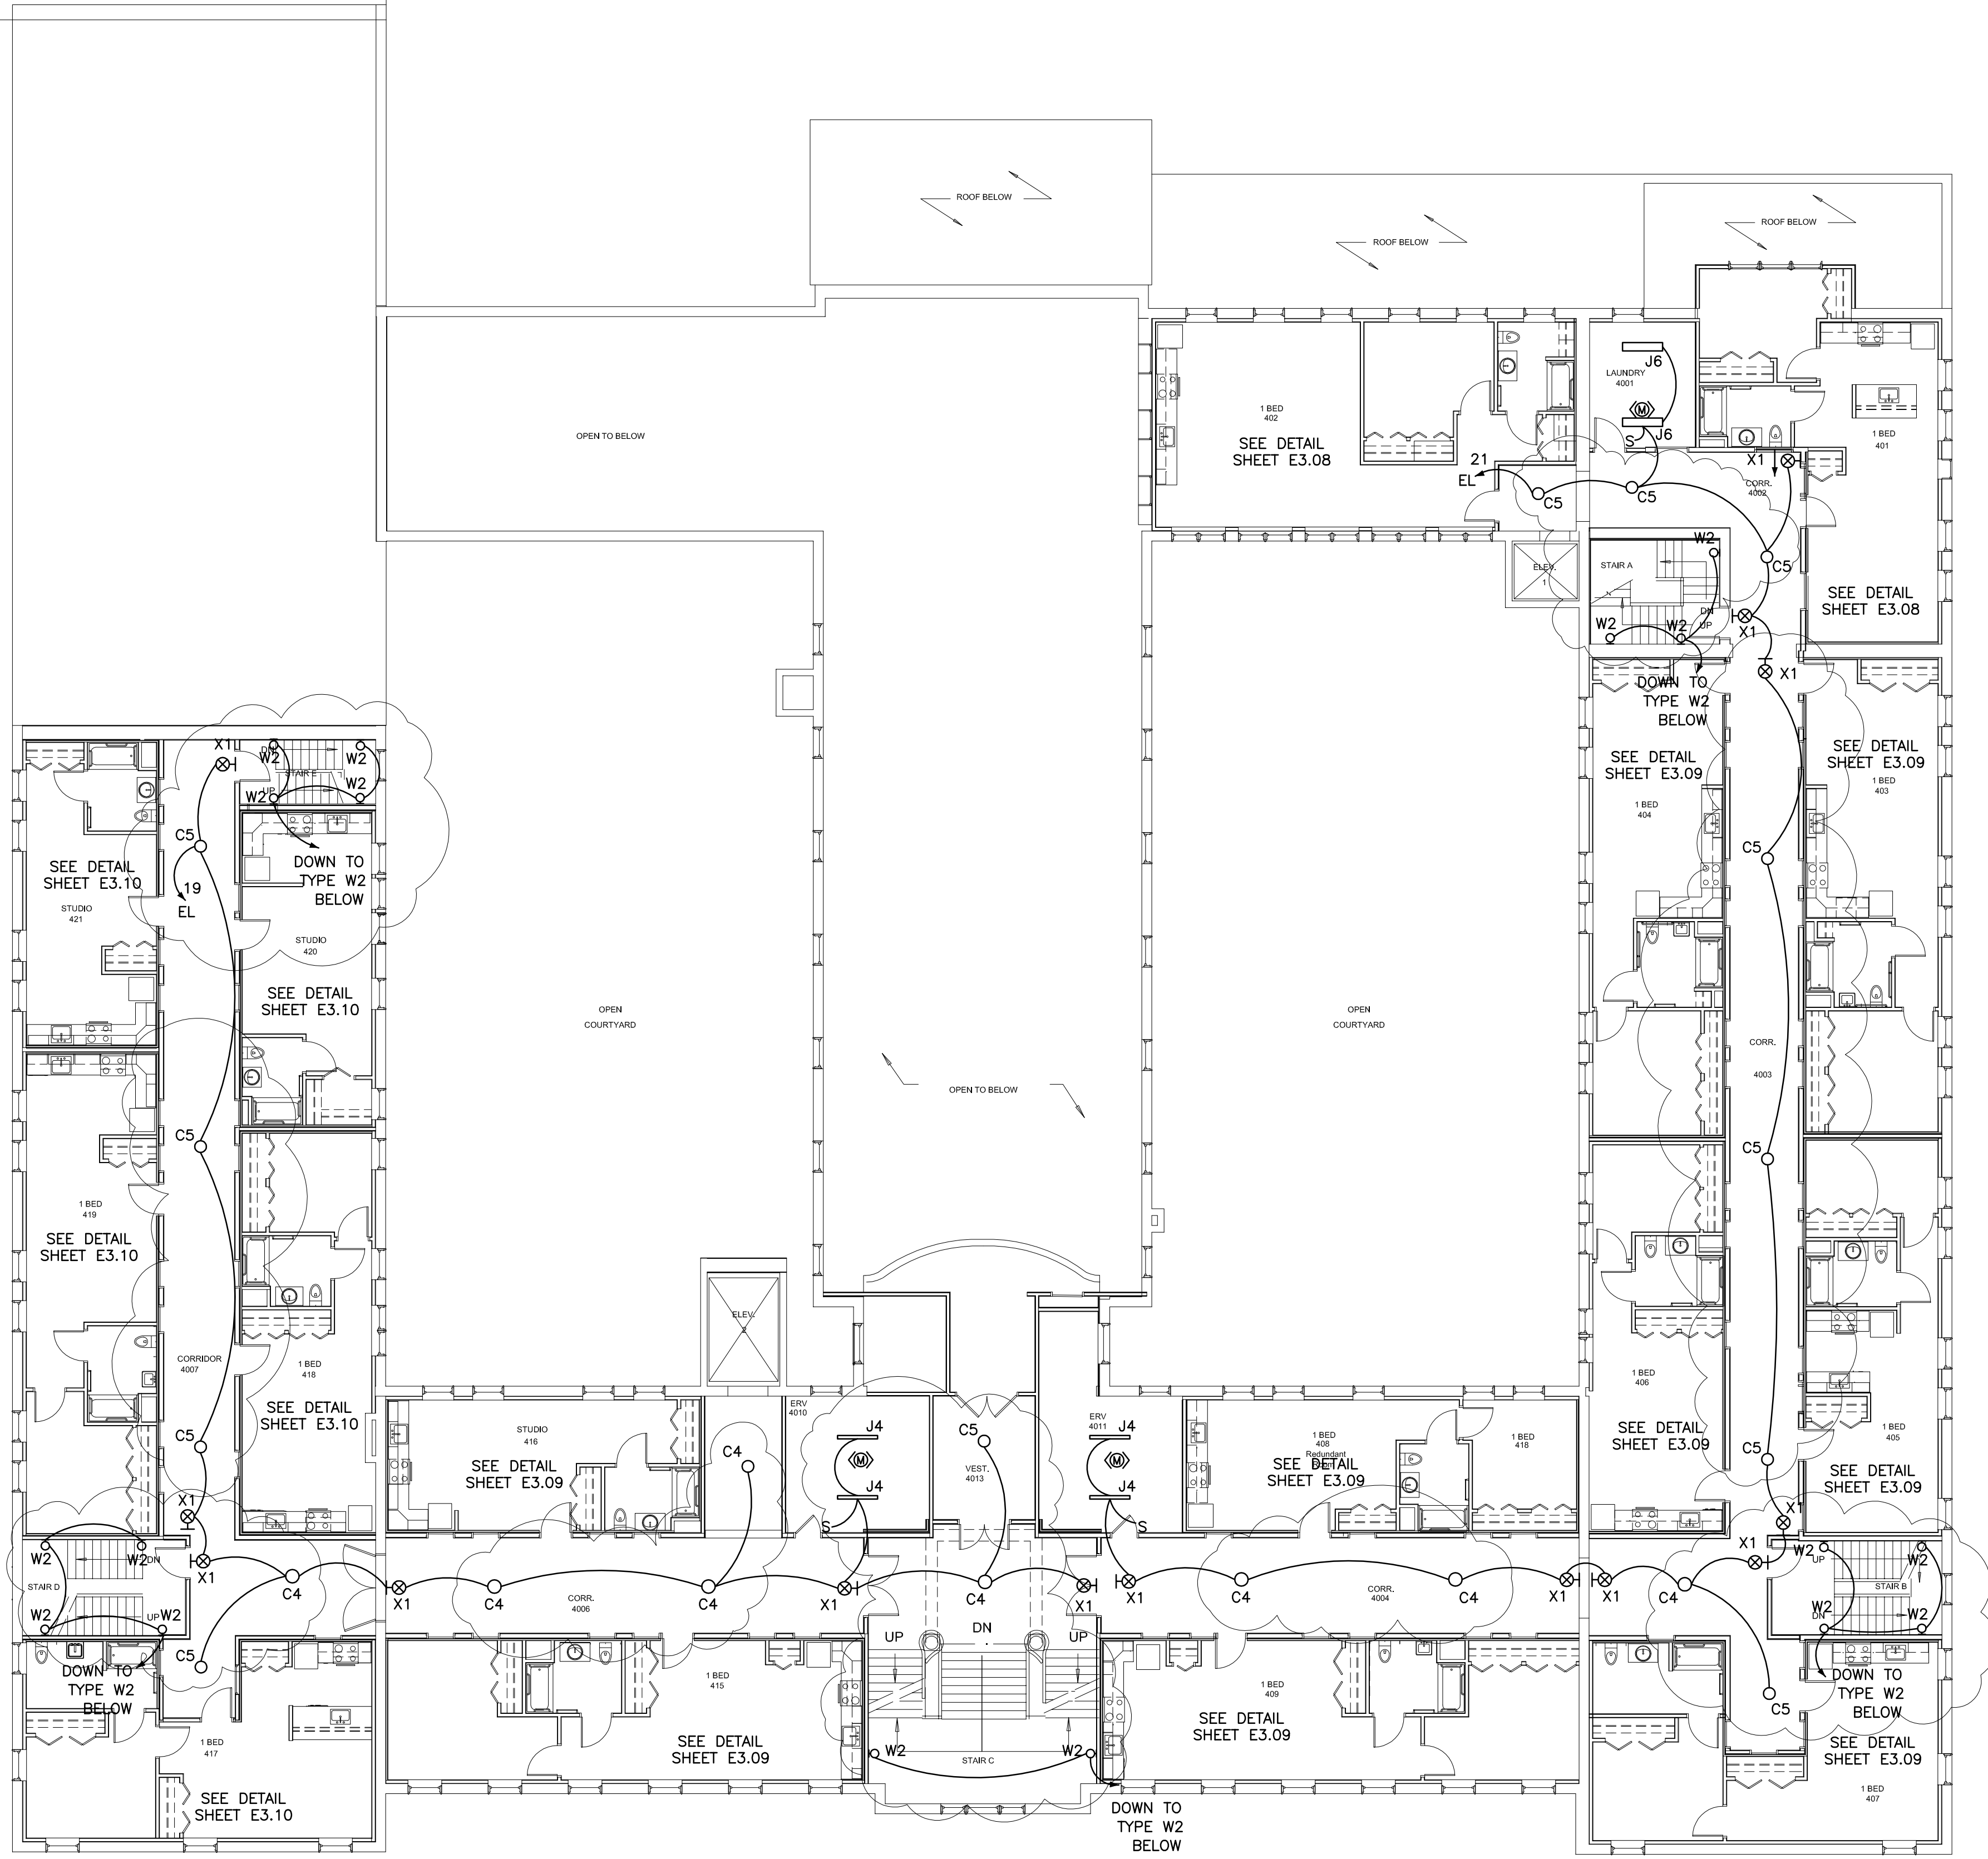 ROOF BELOW
ROOF BELOW
ROOF BELOW
OPEN TO BELOW
1 BED
402
SEE DETAIL
SHEET E3.08
21
EL
C5
C5
LAUNDRY
4001
J6
M
J6
S
X1
CORR.
4002
1 BED
401
SEE DETAIL
SHEET E3.08
C5
ELEV.
1
STAIR A
W2
W2
W2
DN
UP
X1
X1
DOWN TO
TYPE W2
BELOW
SEE DETAIL
SHEET E3.09
1 BED
404
SEE DETAIL
SHEET E3.09
1 BED
403
C5
CORR.
4003
C5
C5
X1
DN
W2
W2
STAIR E
W2
W2
UP
C5
19
EL
DOWN TO
TYPE W2
BELOW
SEE DETAIL
SHEET E3.10
STUDIO
421
STUDIO
420
SEE DETAIL
SHEET E3.10
OPEN
COURTYARD
OPEN
COURTYARD
OPEN TO BELOW
C5
1 BED
419
SEE DETAIL
SHEET E3.10
CORRIDOR
4007
1 BED
418
SEE DETAIL
SHEET E3.10
C5
X1
ELEV.
2
STUDIO
416
SEE DETAIL
SHEET E3.09
C4
ERV
4010
J4
M
J4
S
C5
VEST.
4013
ERV
4011
J4
M
J4
S
1 BED
408
Redundant
SEE DETAIL
SHEET E3.09
1 BED
418
1 BED
406
SEE DETAIL
SHEET E3.09
1 BED
405
SEE DETAIL
SHEET E3.09
X1
W2
W2
DN
STAIR D
W2
UP
W2
X1
C4
C5
DOWN TO
TYPE W2
BELOW
X1
C4
CORR.
4006
C4
X1
C4
X1
X1
C4
CORR.
4004
C4
X1
X1
C4
X1
W2
UP
W2
STAIR B
W2
DN
W2
C5
DOWN TO
TYPE W2
BELOW
UP
DN
UP
W2
W2
STAIR C
DOWN TO
TYPE W2
BELOW
1 BED
417
SEE DETAIL
SHEET E3.10
1 BED
415
SEE DETAIL
SHEET E3.09
1 BED
409
SEE DETAIL
SHEET E3.09
SEE DETAIL
SHEET E3.09
1 BED
407